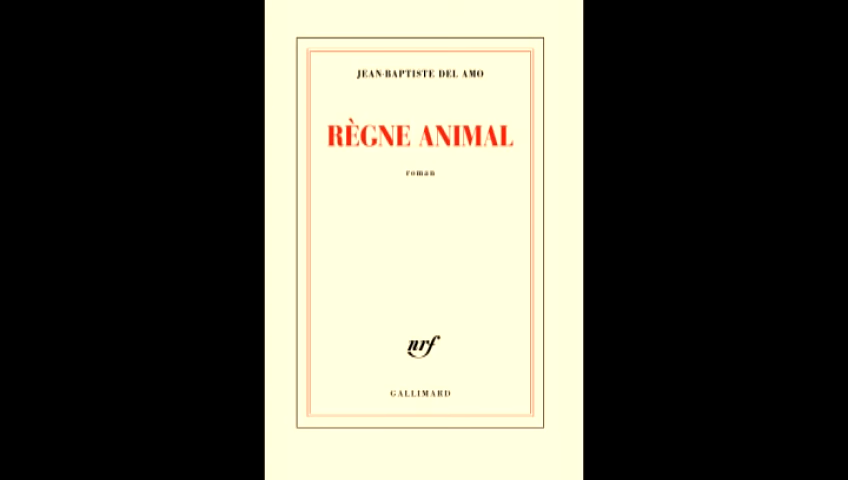 JEAN-BAPTISTE DEL AMO
RÈGNE ANIMAL
roman
nrf
GALLIMARD